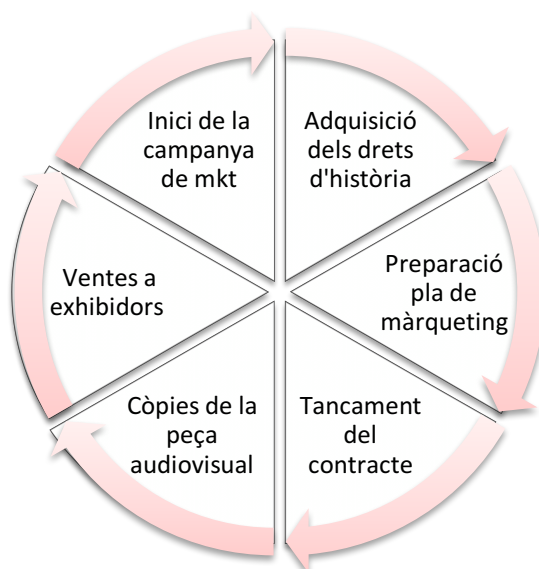 Inici de la
campanya
de mkt
Adquisició
dels drets
d'història
Preparació
pla de
màrqueting
Tancament
del
contracte
Còpies de la
peça
audiovisual
Ventes a
exhibidors